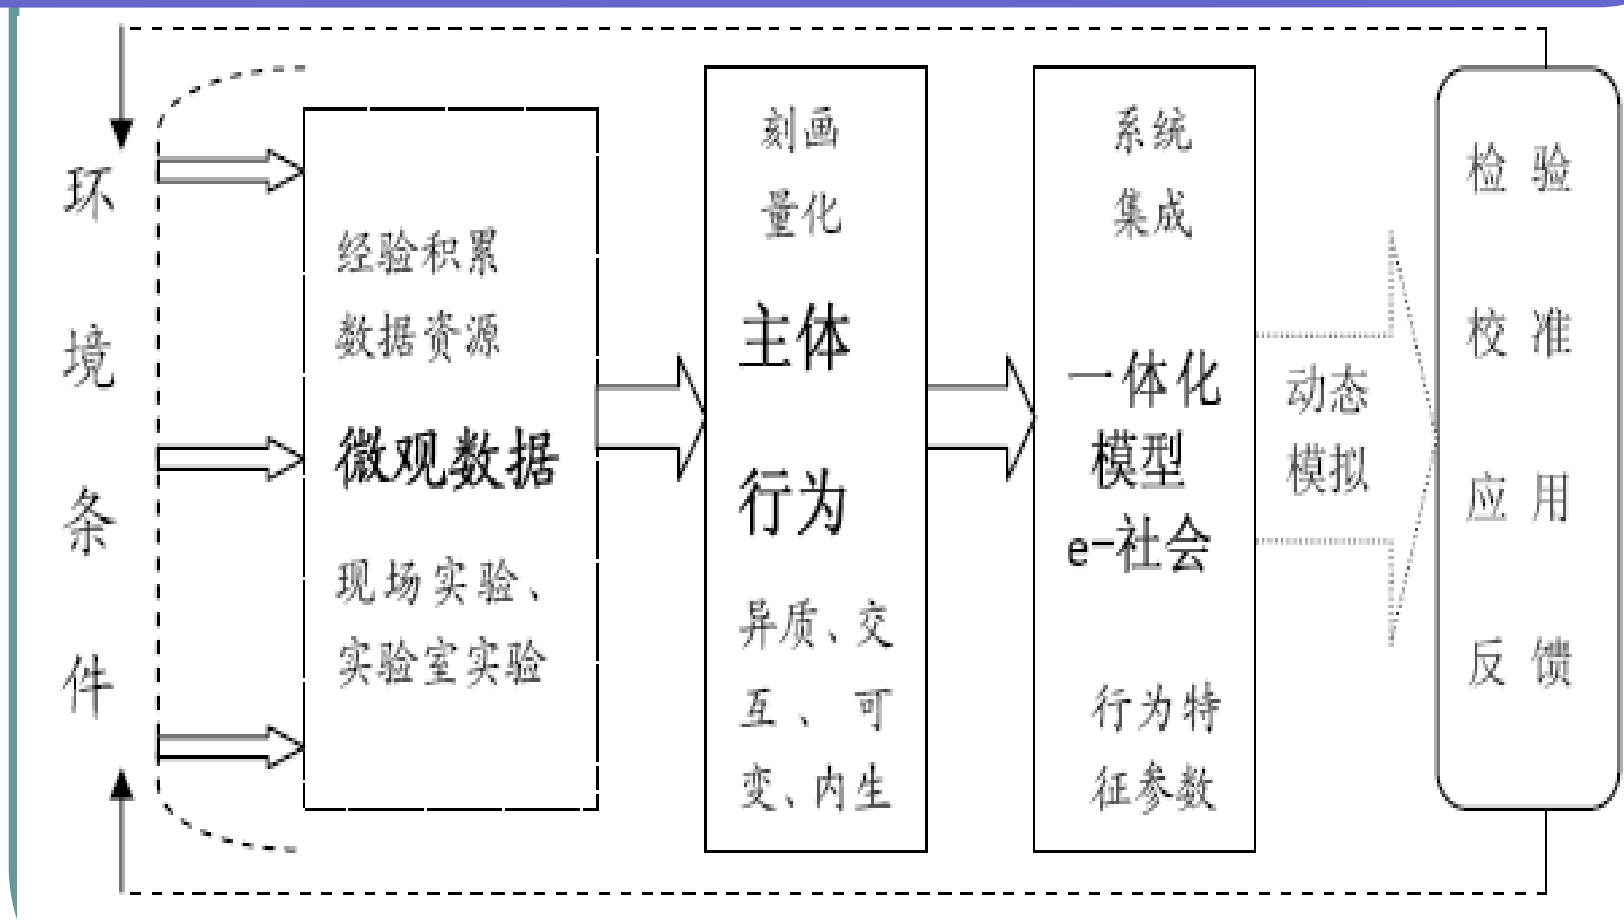 环
境
条
件
经验积累
数据资源
微观数据
现场实验、
实验室实验
刻画
量化
主体
行为
异质、交
互、可
变、内生
系统
集成
一体化
模型
e-社会
行为特
征参数
动态
模拟
检验
校准
应用
反馈